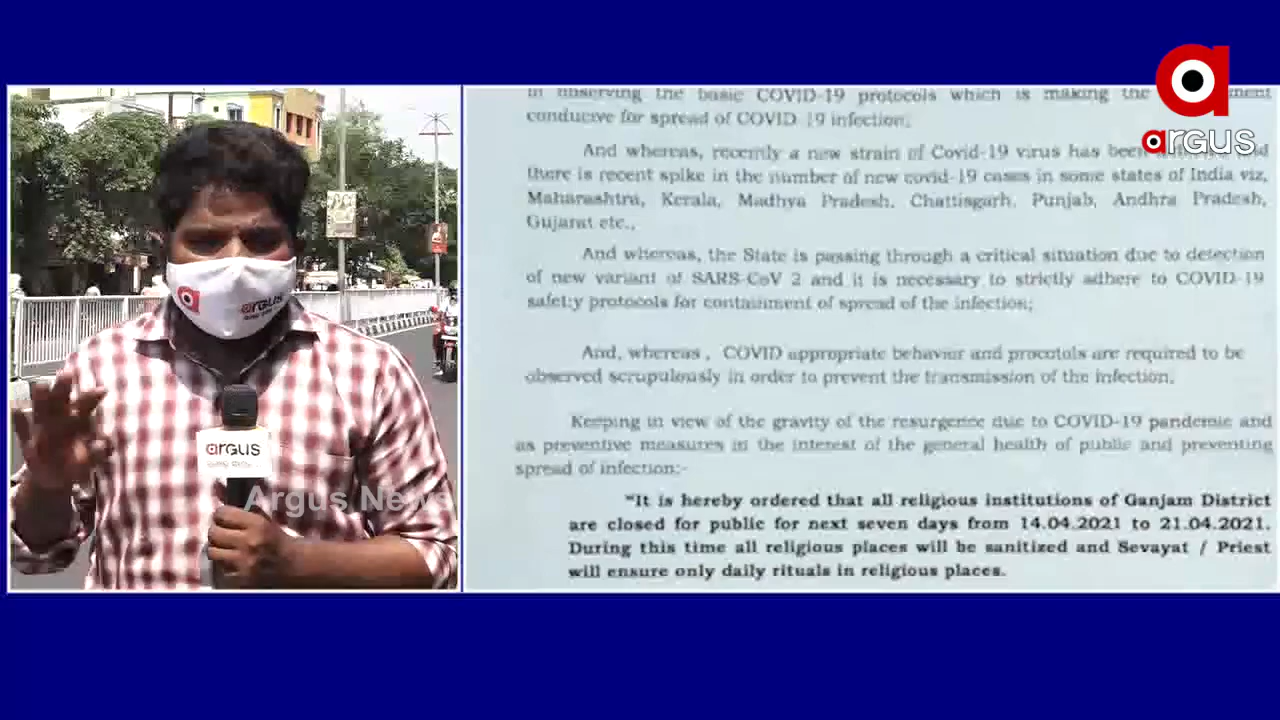 in observing the basic COVID-19 protocols which is making the
conducive for spread of COVID-19 infection;
And whereas, recently a new strain of Covid-19 virus has been
there is recent spike in the number of new covid-19 cases in some states of India viz,
Maharashtra, Kerala, Madhya Pradesh, Chattisgarh, Punjab, Andhra Pradesh,
Gujarat etc.,
And whereas, the State is passing through a critical situation due to detection
of new variant of SARS-CoV 2 and it is necessary to strictly adhere to COVID-19
safety protocols for containment of spread of the infection;
And, whereas , COVID appropriate behavior and procotols are required to be
observed scrupulously in order to prevent the transmission of the infection.
Keeping in view of the gravity of the resurgence due to COVID-19 pandemic and
as preventive measures in the interest of the general health of public and preventing
spread of infection:-
"It is hereby ordered that all religious institutions of Ganjam District
are closed for public for next seven days from 14.04.2021 to 21.04.2021.
During this time all religious places will be sanitized and Sevayat / Priest
will ensure only daily rituals in religious places.
argus
argus
argus
Argus News